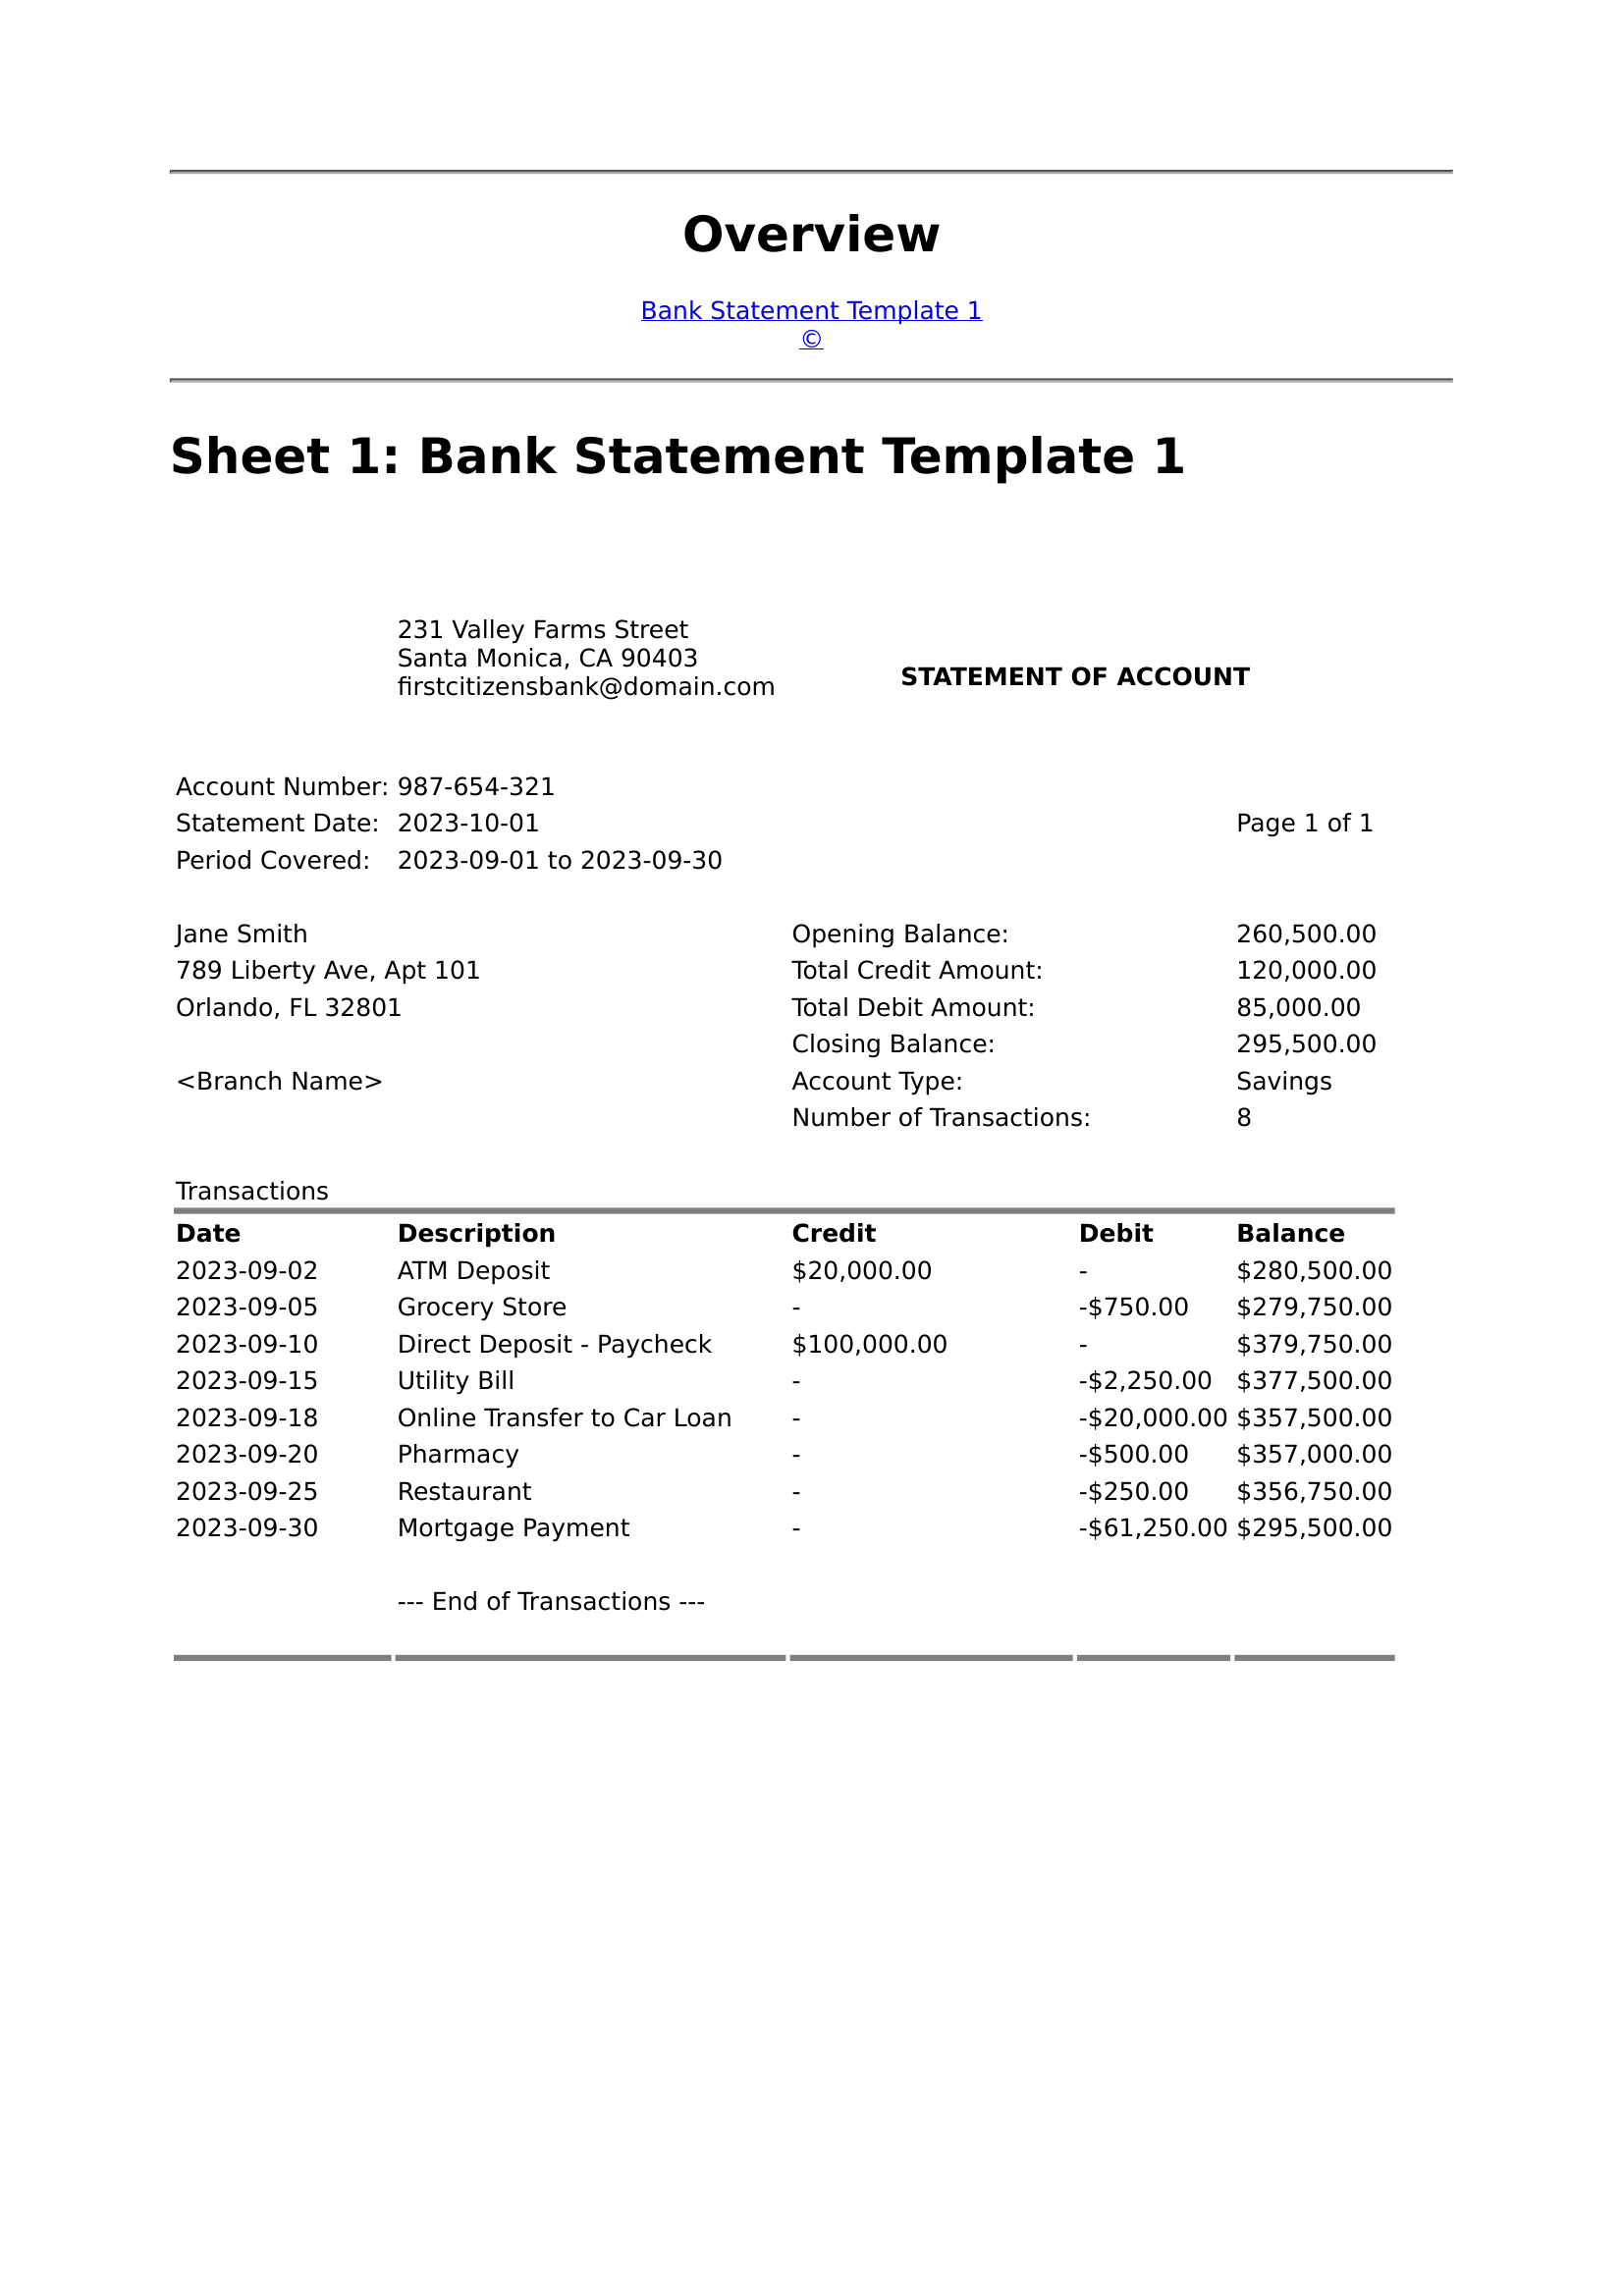 Overview
Bank Statement Template 1
©
Sheet 1: Bank Statement Template 1
231 Valley Farms Street
Santa Monica, CA 90403
firstcitizensbank@domain.com
STATEMENT OF ACCOUNT
Account Number: 987-654-321
Statement Date: 2023-10-01 Page 1 of 1
Period Covered: 2023-09-01 to 2023-09-30
Jane Smith Opening Balance: 260,500.00
789 Liberty Ave, Apt 101 Total Credit Amount: 120,000.00
Orlando, FL 32801 Total Debit Amount: 85,000.00
Closing Balance: 295,500.00
<Branch Name> Account Type: Savings
Number of Transactions: 8
Transactions
Date Description Credit Debit Balance
2023-09-02 ATM Deposit $20,000.00 - $280,500.00
2023-09-05 Grocery Store - -$750.00 $279,750.00
2023-09-10 Direct Deposit - Paycheck $100,000.00 - $379,750.00
2023-09-15 Utility Bill - -$2,250.00 $377,500.00
2023-09-18 Online Transfer to Car Loan - -$20,000.00 $357,500.00
2023-09-20 Pharmacy - -$500.00 $357,000.00
2023-09-25 Restaurant - -$250.00 $356,750.00
2023-09-30 Mortgage Payment - -$61,250.00 $295,500.00
--- End of Transactions ---